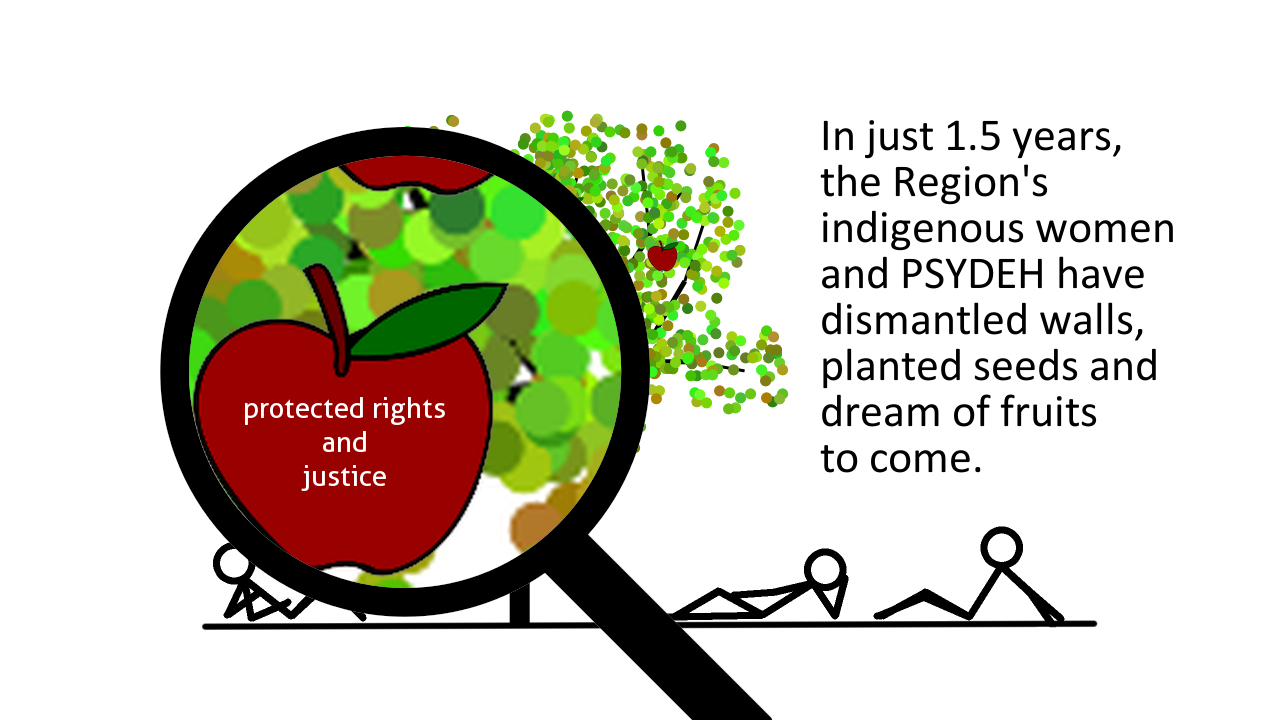 In just 1.5 years,
the Region's
indigenous women
and PSYDEH have
dismantled walls,
planted seeds and
dream of fruits
to come.
protected rights
and
justice